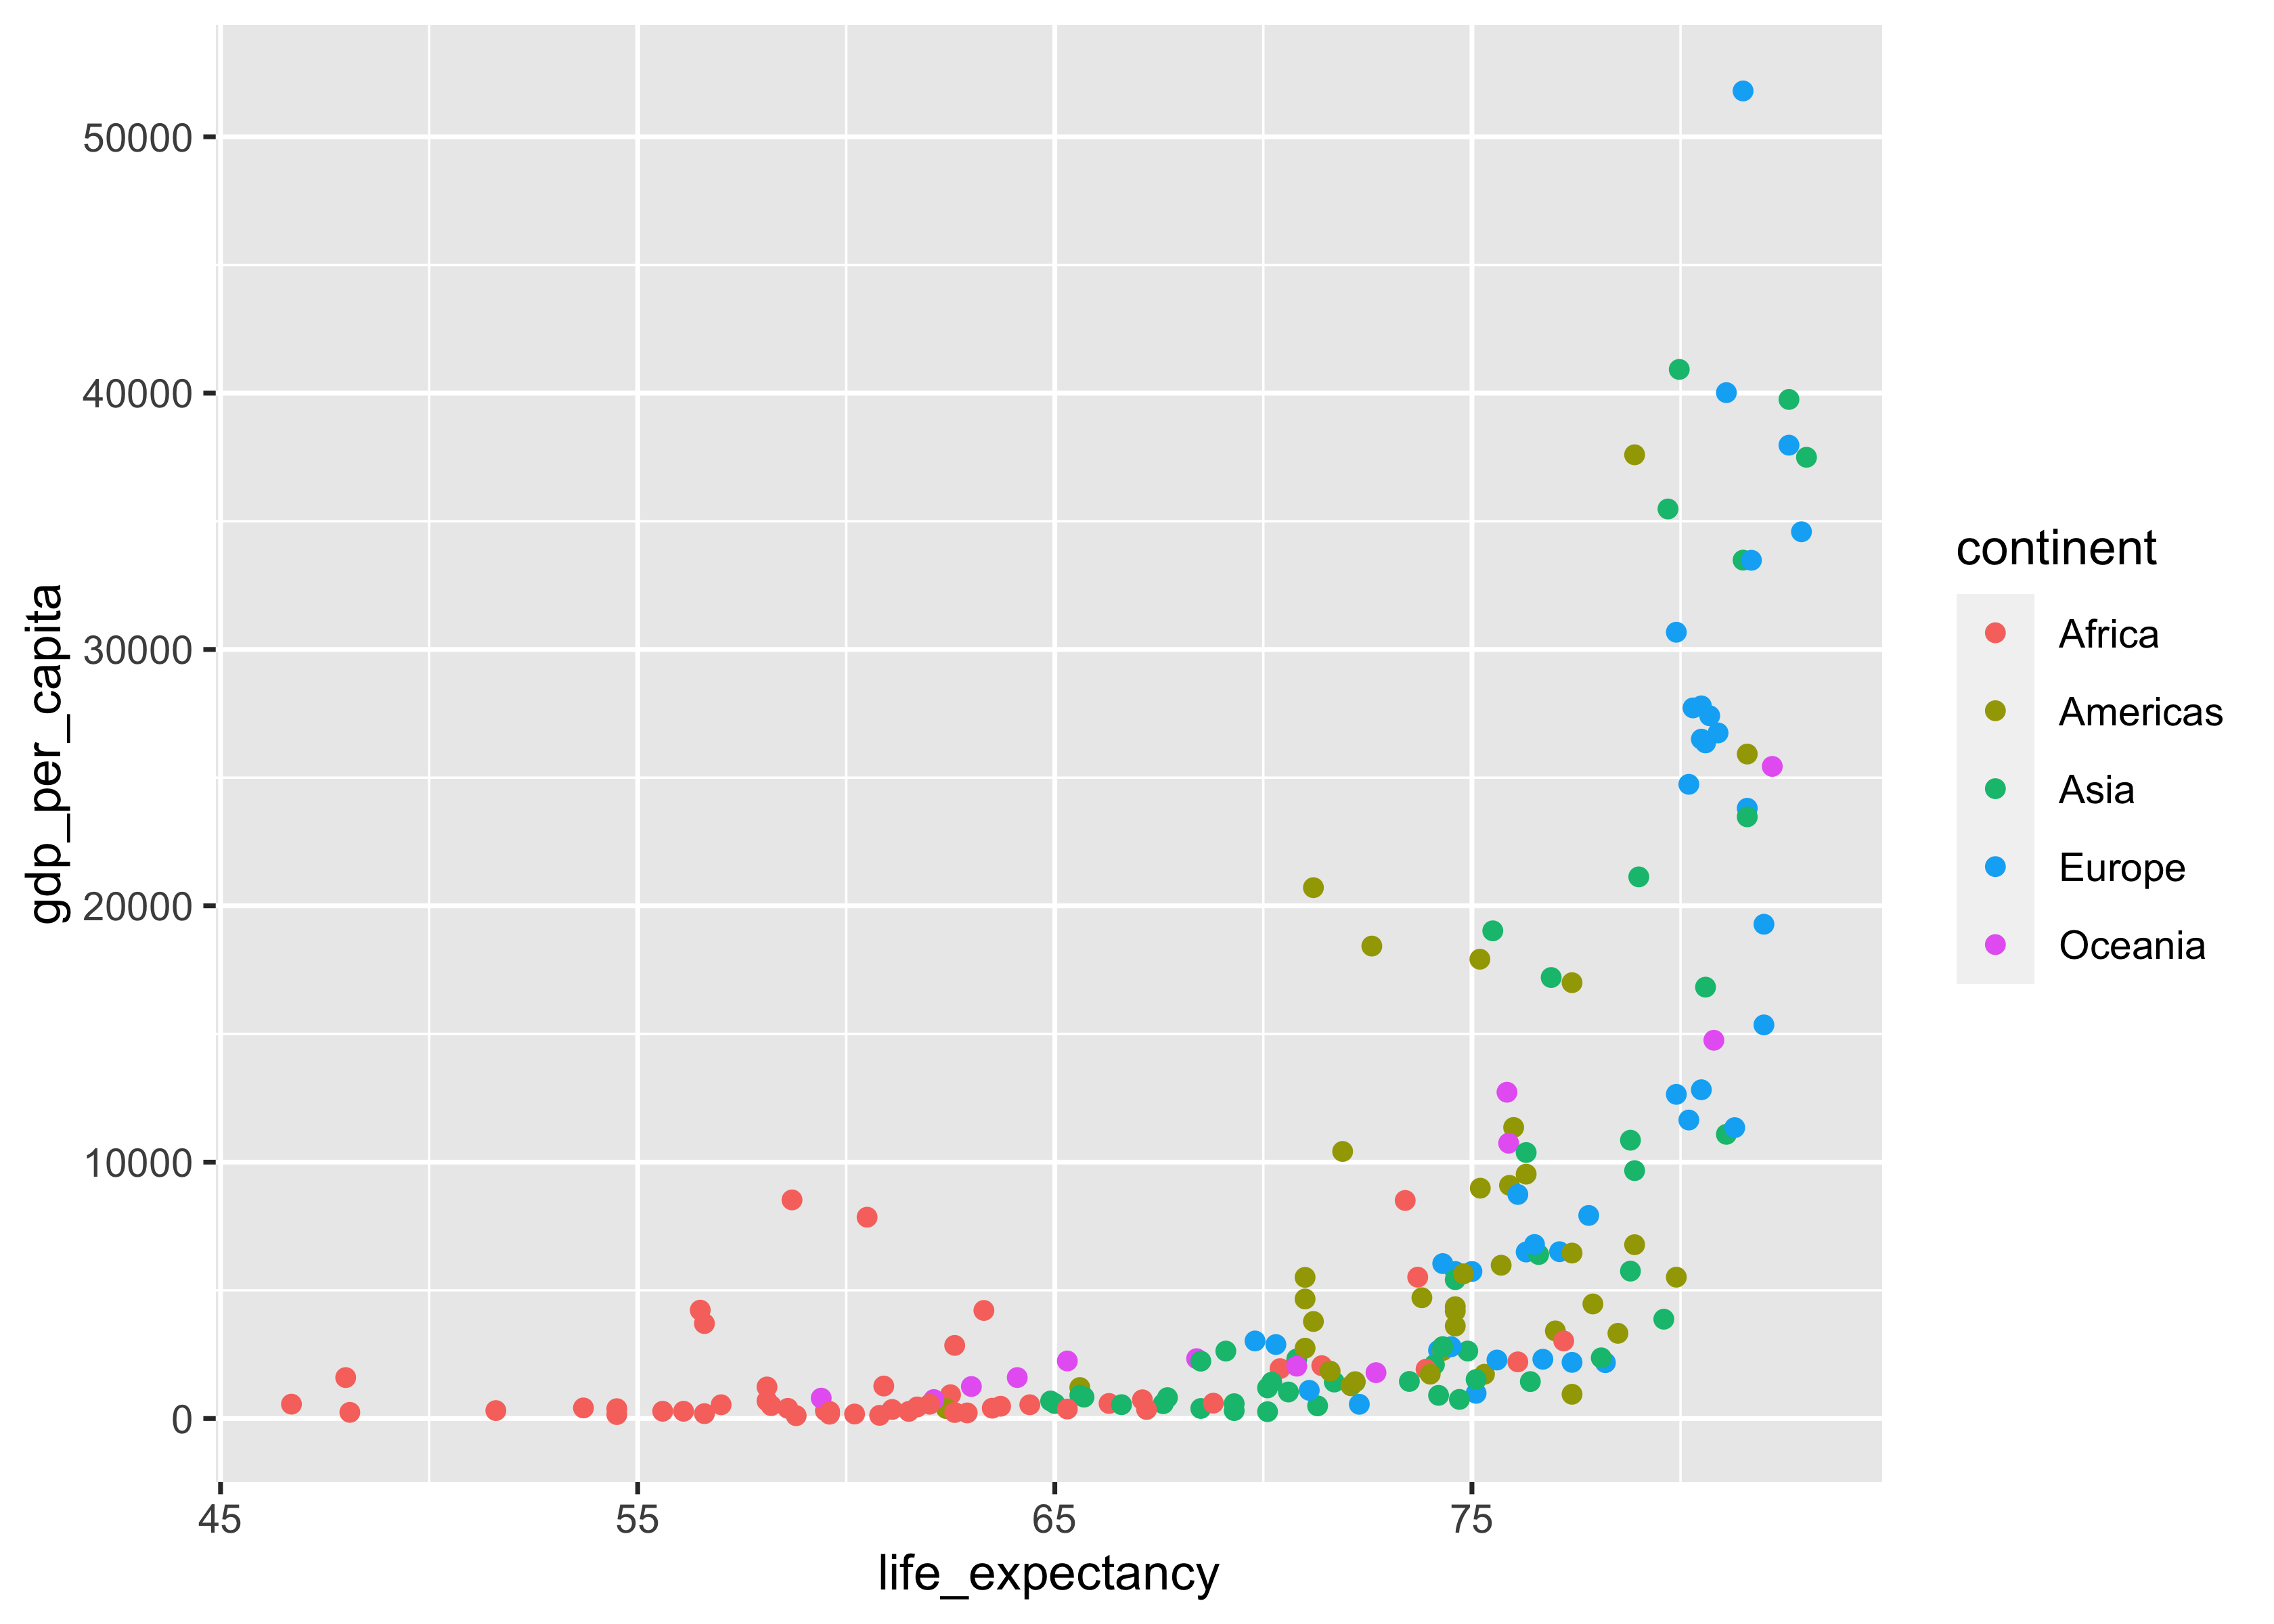 gdp_per_capita
50000
40000
30000
20000
10000
0
45 55 65 75
life_expectancy
continent
Africa
Americas
Asia
Europe
Oceania